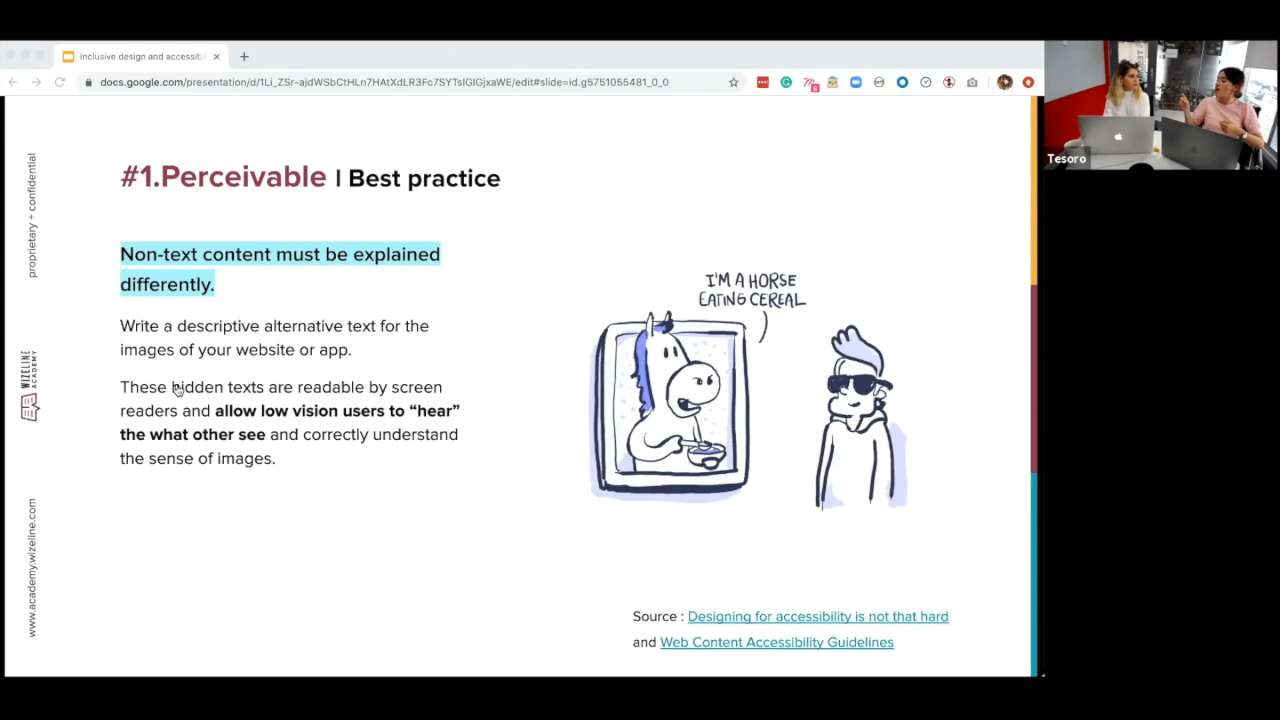 Inclusive design and accessibil
docs.google.com/presentation/d/1Li_ZSr-ajdWSbCtHLn7HAtXdLR3Fc7SYTsIGIGjxaWE/edit#slide=id.g5751055481_0_0
Tesoro
#1.Perceivable I Best practice
proprietary + confidential
Non-text content must be explained
differently.
I'M A HORSE
EATING CEREAL
Write a descriptive alternative text for the
images of your website or app.
These hidden texts are readable by screen
readers and allow low vision users to “hear”
the what other see and correctly understand
the sense of images.
WIZELINE
ACADEMY
www.academy.wizeline.com
Source : Designing for accessibility is not that hard
and Web Content Accessibility Guidelines